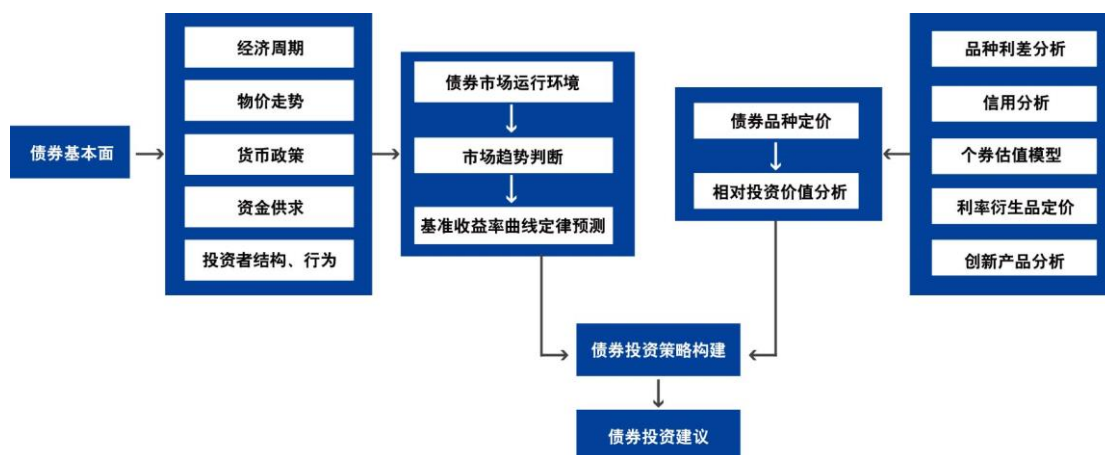 债券基本面
经济周期
物价走势
货币政策
资金供求
投资者结构、行为
债券市场运行环境
市场趋势判断
基准收益率曲线定律预测
债券品种定价
相对投资价值分析
品种利差分析
信用分析
个券估值模型
利率衍生品定价
创新产品分析
债券投资策略构建
债券投资建议